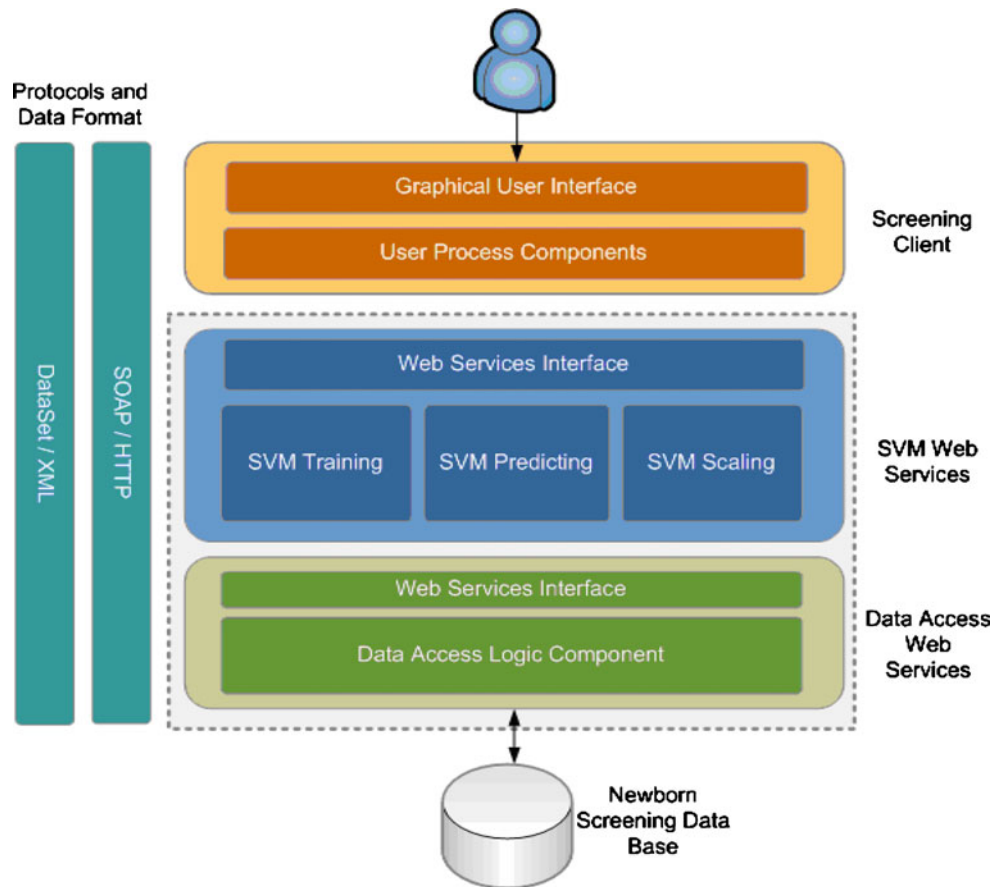 Protocols and
Data Format
DataSet / XML
SOAP / HTTP
Graphical User Interface
User Process Components
Screening
Client
Web Services Interface
SVM Training
SVM Predicting
SVM Scaling
SVM Web
Services
Web Services Interface
Data Access Logic Component
Data Access
Web
Services
Newborn
Screening Data
Base